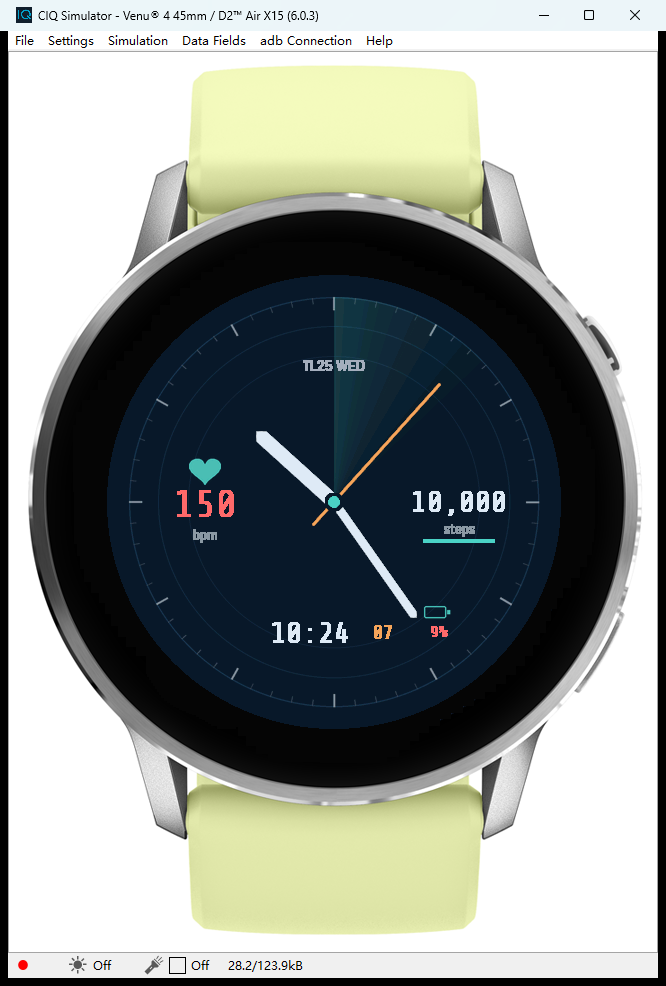 CIQ Simulator - Venu® 4 45mm / D2™ Air X15 (6.0.3)
File Settings Simulation Data Fields adb Connection Help
TL25 WED
150
bpm
10,000
steps
10:24 07 9%
Off Off 28.2/123.9kB